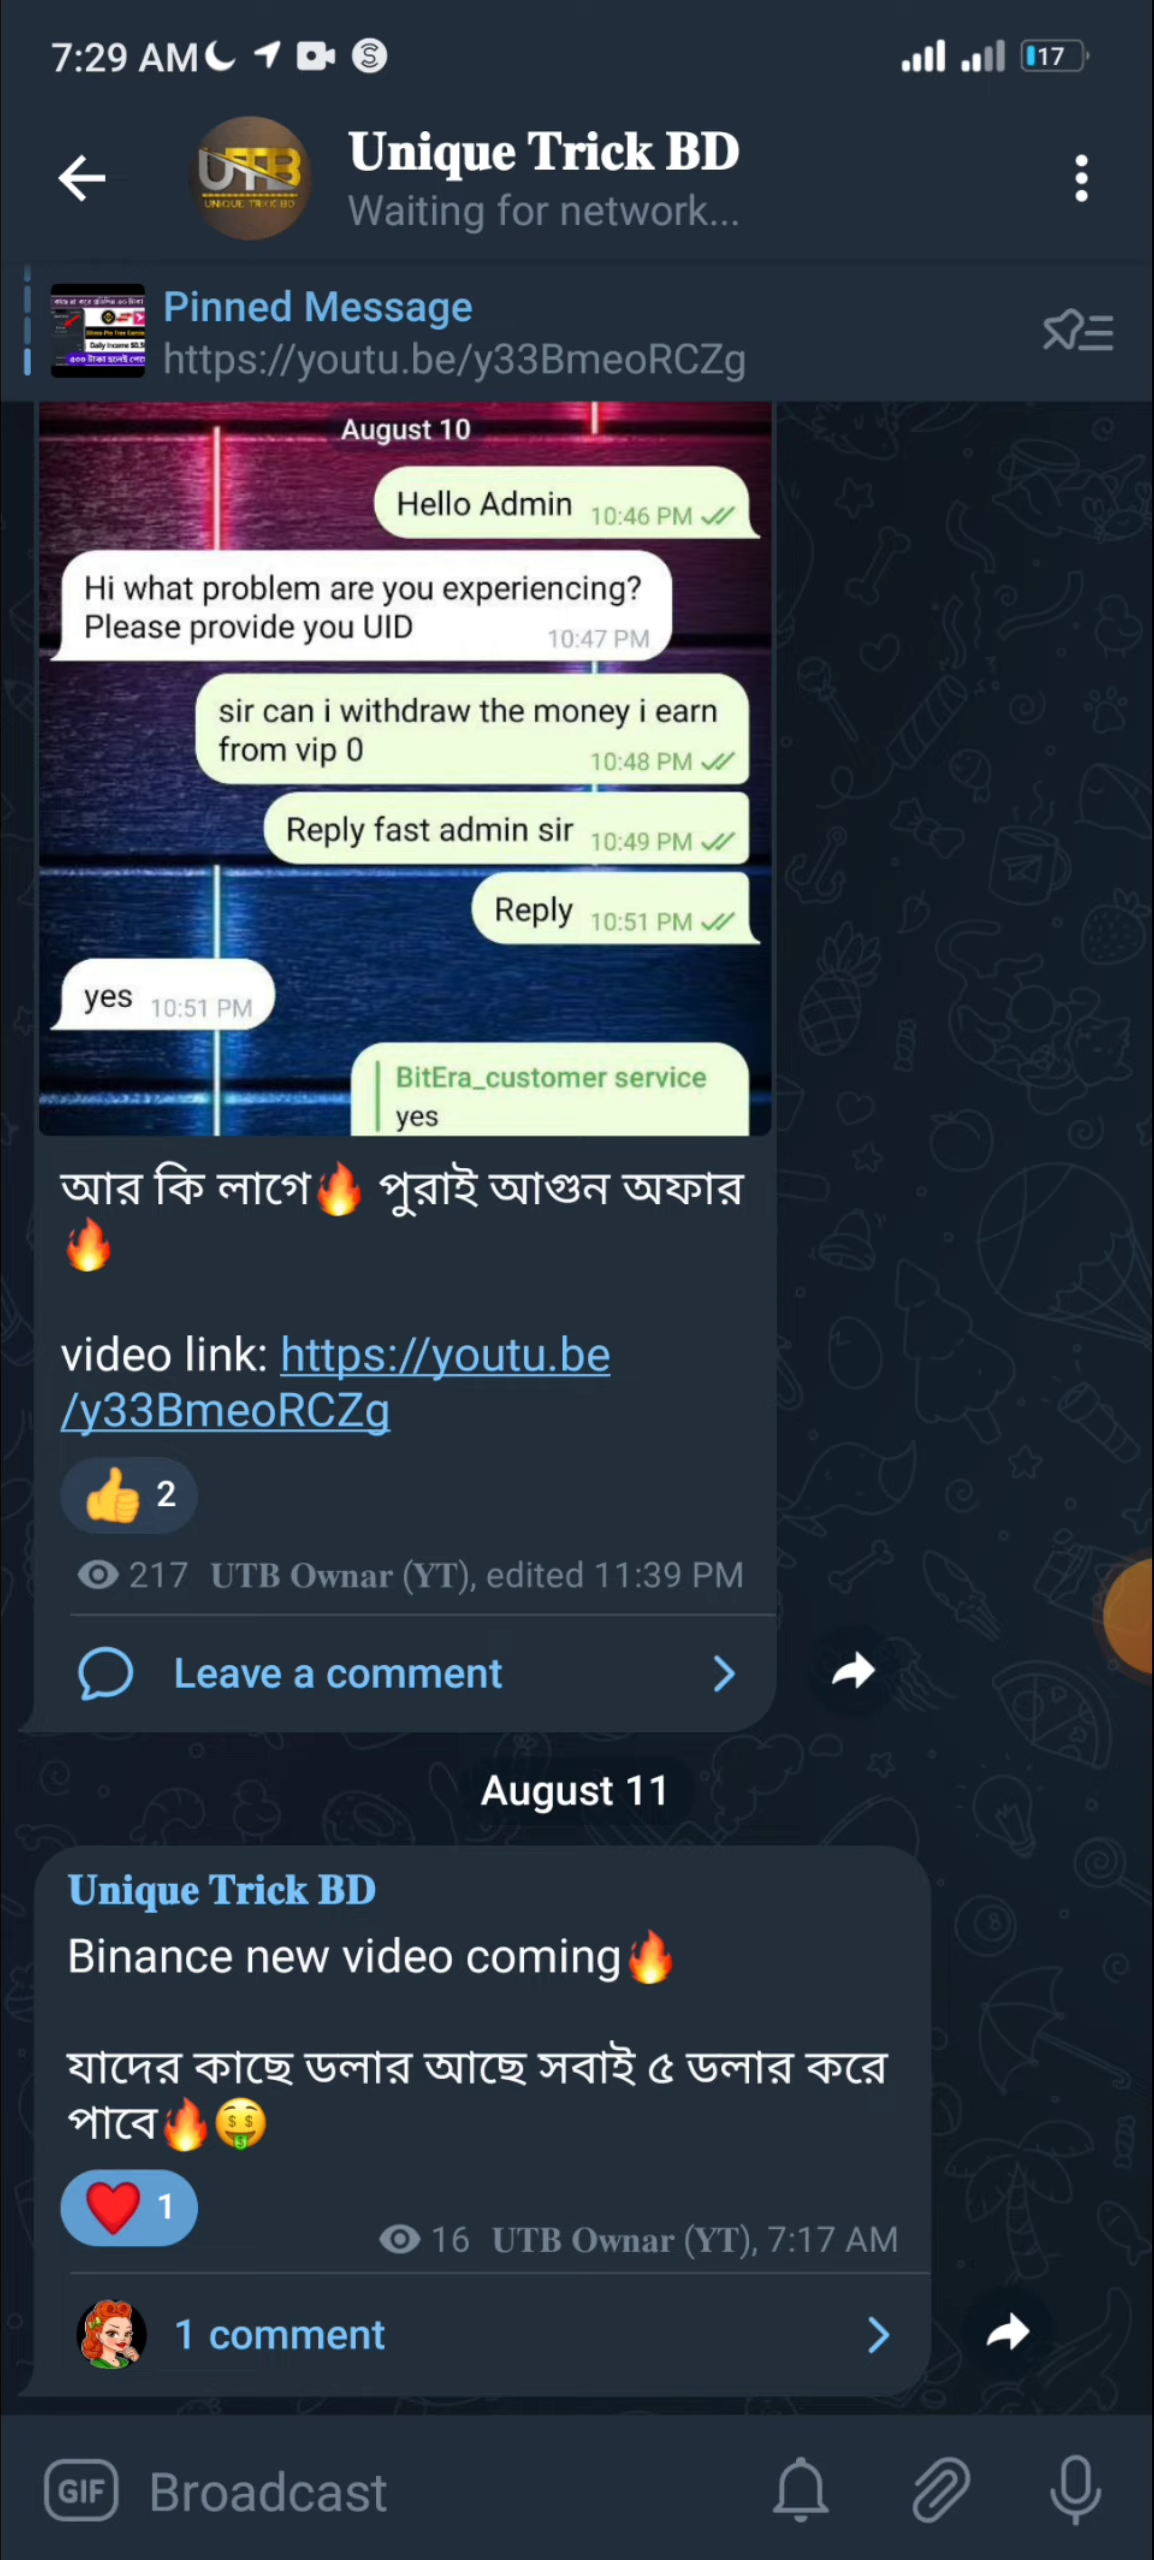 7:29 AM
17
UTB
UNIQUE TRICK BD
Unique Trick BD
Waiting for network...
Pinned Message
https://youtu.be/y33BmeoRCZg
August 10
Hello Admin 10:46 PM
Hi what problem are you experiencing?
Please provide you UID 10:47 PM
sir can i withdraw the money i earn
from vip 0 10:48 PM
Reply fast admin sir 10:49 PM
Reply 10:51 PM
yes 10:51 PM
BitEra_customer service
yes
আর কি লাগে🔥 পুরাই আগুন অফার
🔥
video link: https://youtu.be
/y33BmeoRCZg
👍 2
217 UTB Ownar (YT), edited 11:39 PM
Leave a comment
August 11
Unique Trick BD
Binance new video coming🔥
যাদের কাছে ডলার আছে সবাই ৫ ডলার করে
পাবে🔥🤑
❤️ 1
16 UTB Ownar (YT), 7:17 AM
1 comment
GIF Broadcast